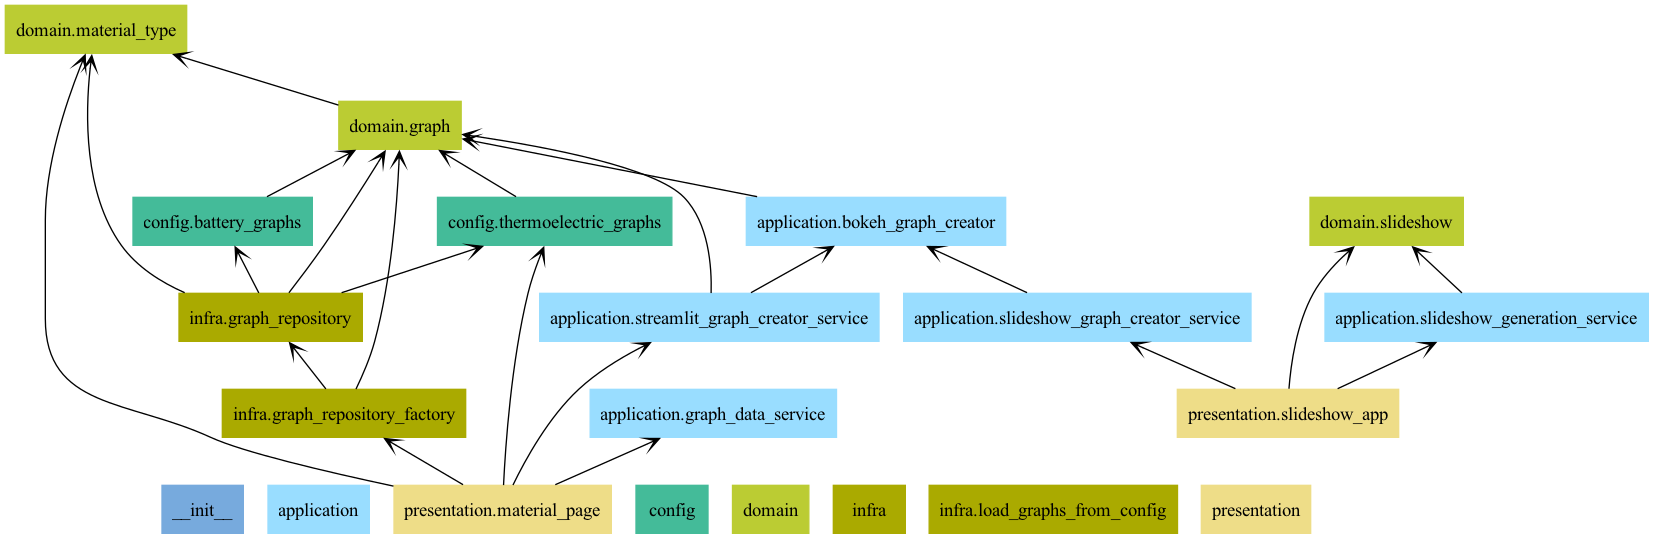 domain.material_type
domain.graph
config.battery_graphs
config.thermoelectric_graphs
application.bokeh_graph_creator
domain.slideshow
infra.graph_repository
application.streamlit_graph_creator_service
application.slideshow_graph_creator_service
application.slideshow_generation_service
infra.graph_repository_factory
application.graph_data_service
presentation.slideshow_app
__init__
application
presentation.material_page
config
domain
infra
infra.load_graphs_from_config
presentation